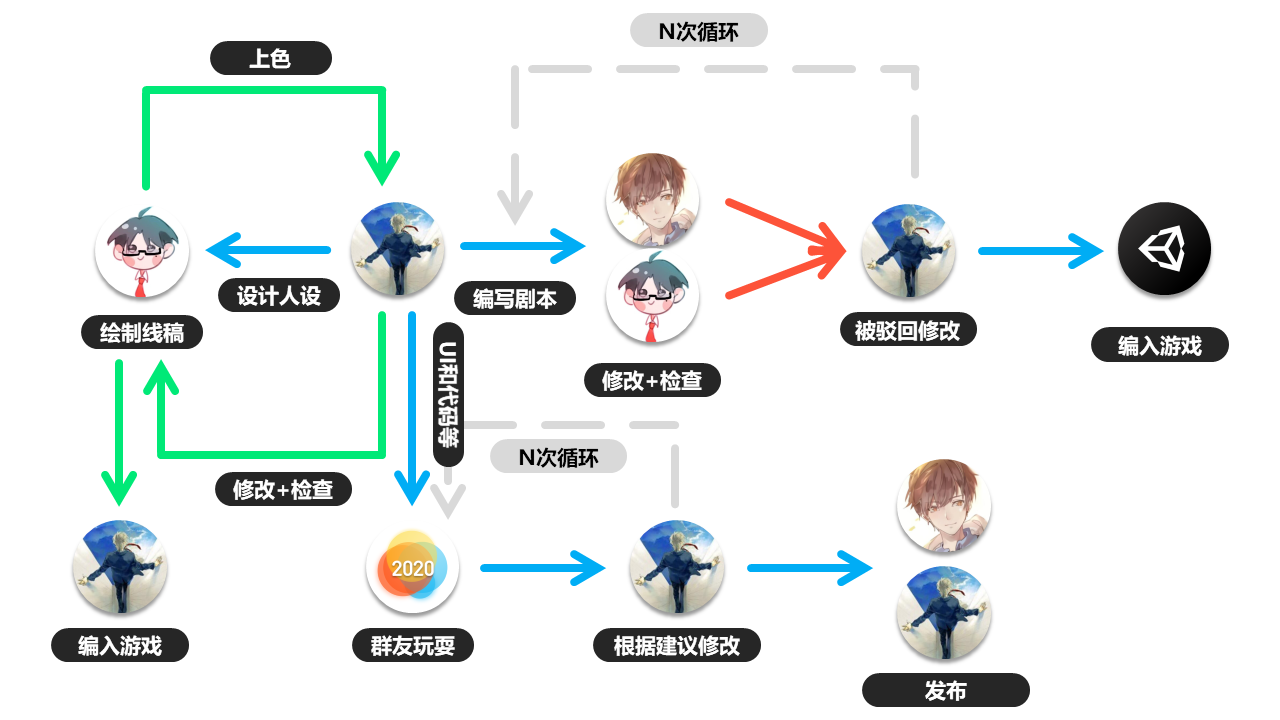 N次循环
上色
设计人设
编写剧本
绘制线稿
被驳回修改
编入游戏
修改+检查
UI和代码等
N次循环
修改+检查
2020
编入游戏
群友玩耍
根据建议修改
发布